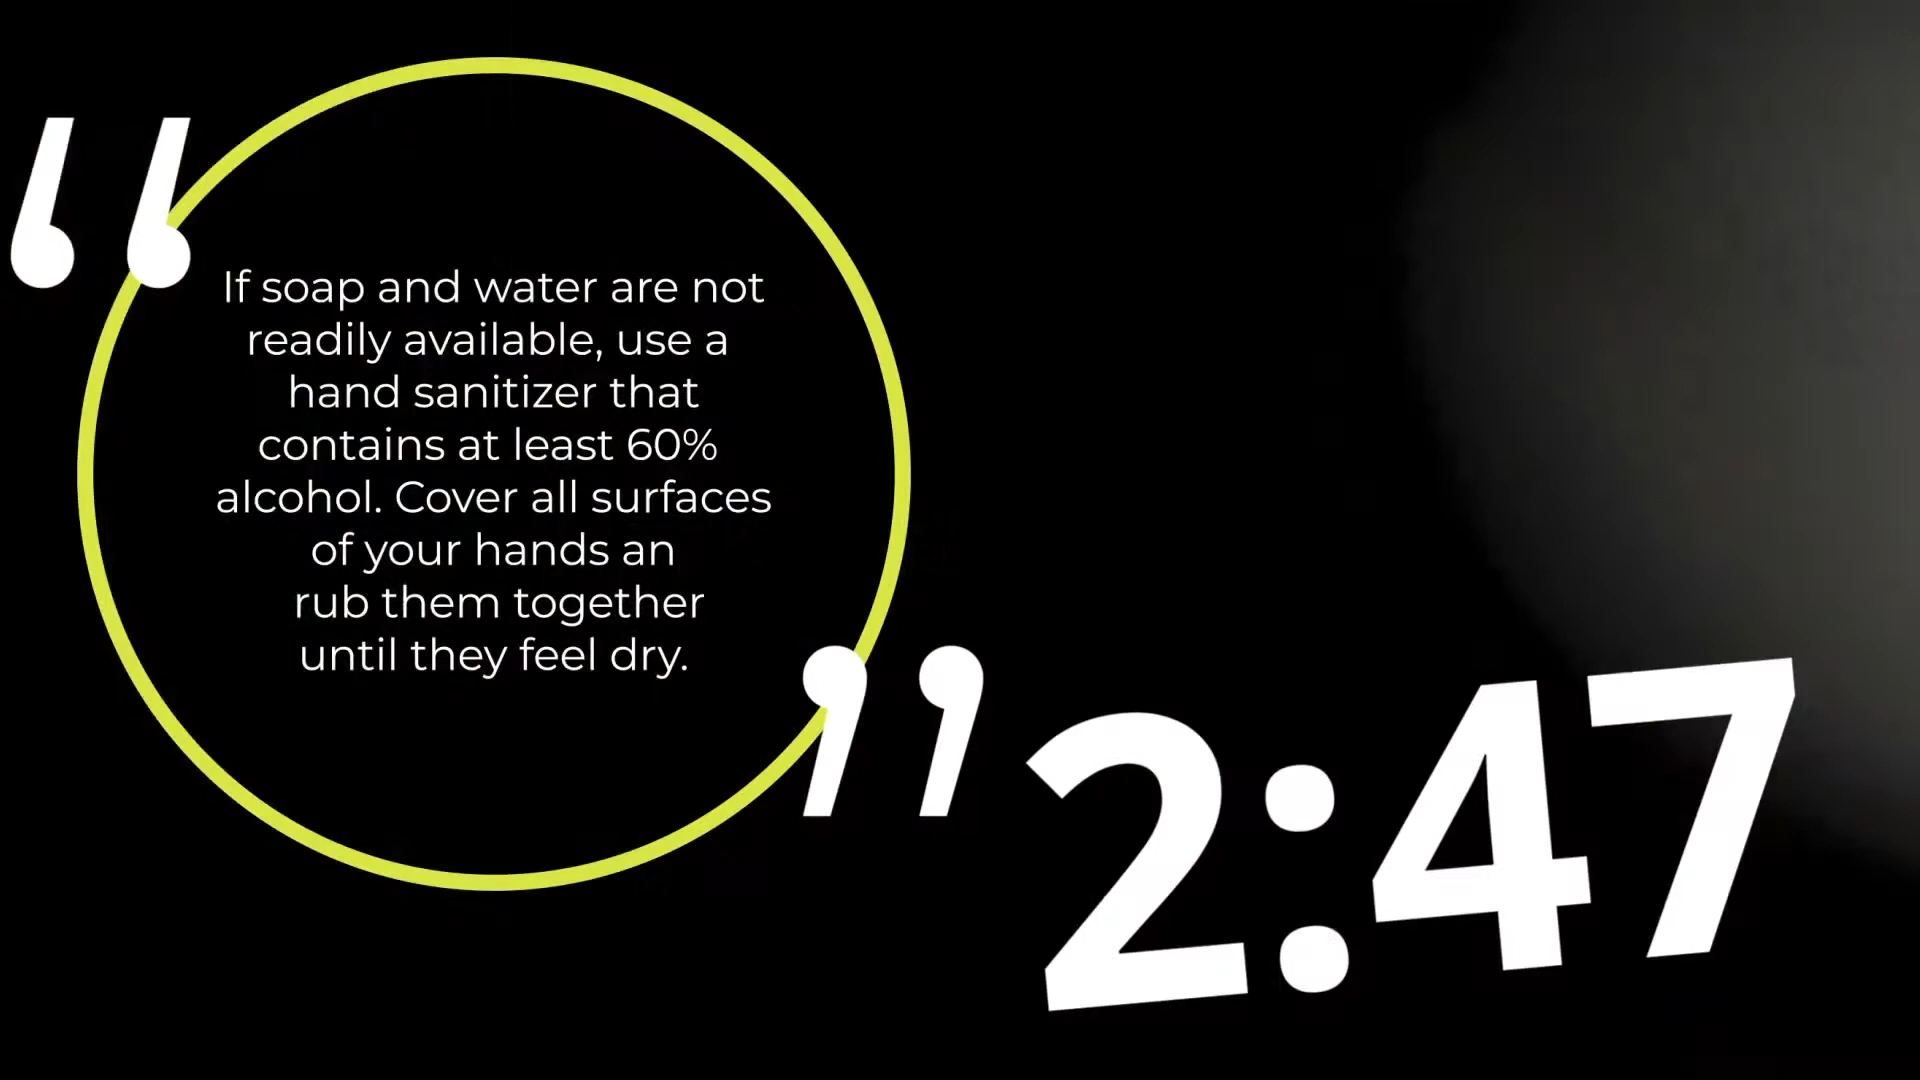 “
If soap and water are not
readily available, use a
hand sanitizer that
contains at least 60%
alcohol. Cover all surfaces
of your hands an
rub them together
until they feel dry.
”
2:47